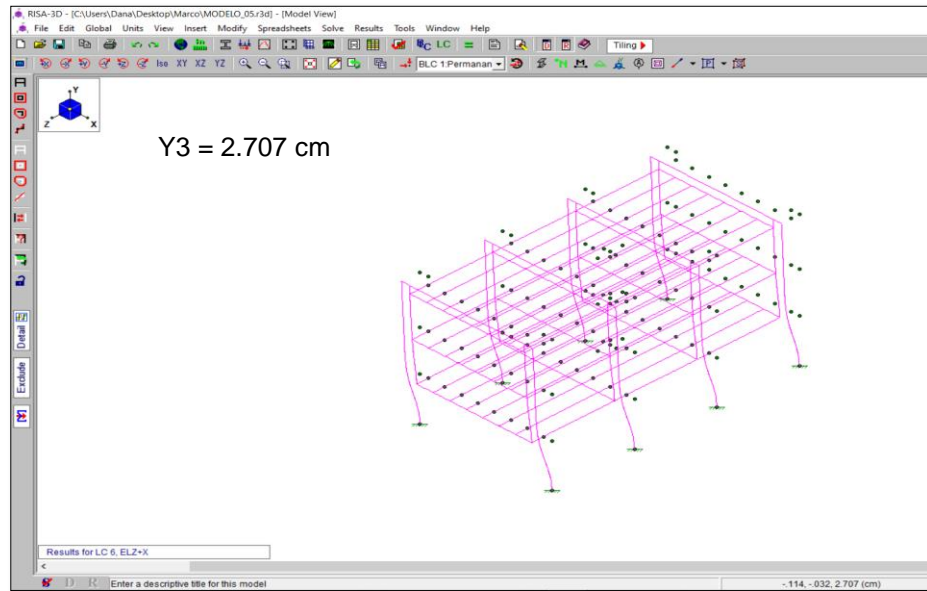 RISA-3D - [C:\Users\Dana\Desktop\Marco\MODELO_05.r3d] - [Model View]
File Edit Global Units View Insert Modify Spreadsheets Solve Results Tools Window Help
LC Tiling
Iso XY XZ YZ BLC 1:Permanan
Y
Z X
Y3 = 2.707 cm
Detail
Exclude
Results for LC 6, ELZ+X
D R Enter a descriptive title for this model -.114, -.032, 2.707 (cm)